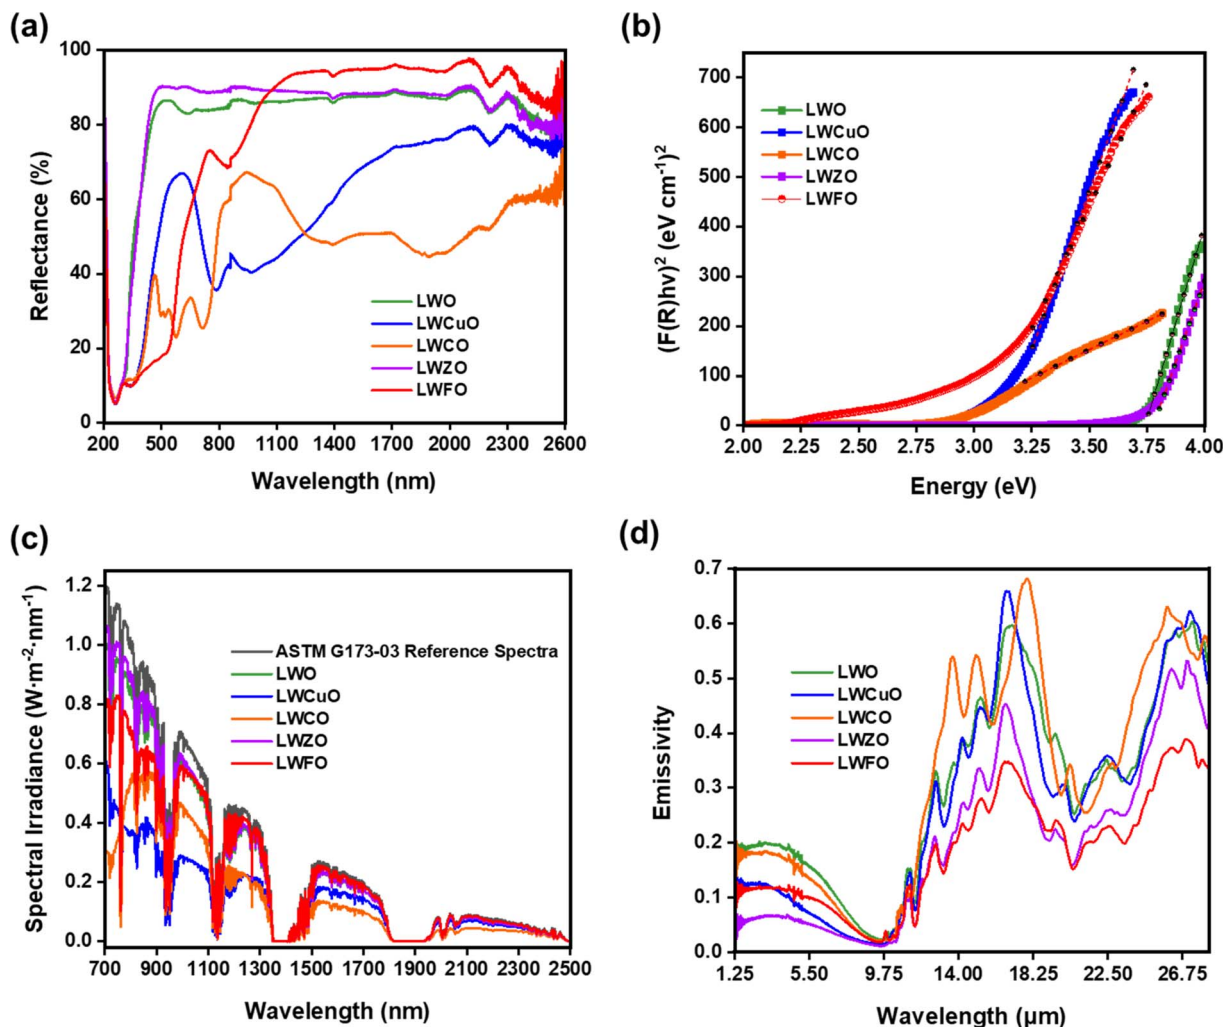 (a)
100
80
60
40
20
0
Reflectance (%)
LWO
LWCuO
LWCO
LWZO
LWFO
200 500 800 1100 1400 1700 2000 2300 2600
Wavelength (nm)
(b)
700
600
500
400
300
200
100
0
(F(R)hν)² (eV cm⁻¹)²
LWO
LWCuO
LWCO
LWZO
LWFO
2.00 2.25 2.50 2.75 3.00 3.25 3.50 3.75 4.00
Energy (eV)
(c)
1.2
1.0
0.8
0.6
0.4
0.2
0.0
Spectral Irradiance (W·m⁻²·nm⁻¹)
ASTM G173-03 Reference Spectra
LWO
LWCuO
LWCO
LWZO
LWFO
700 900 1100 1300 1500 1700 1900 2100 2300 2500
Wavelength (nm)
(d)
0.7
0.6
0.5
0.4
0.3
0.2
0.1
0.0
Emissivity
LWO
LWCuO
LWCO
LWZO
LWFO
1.25 5.50 9.75 14.00 18.25 22.50 26.75
Wavelength (µm)